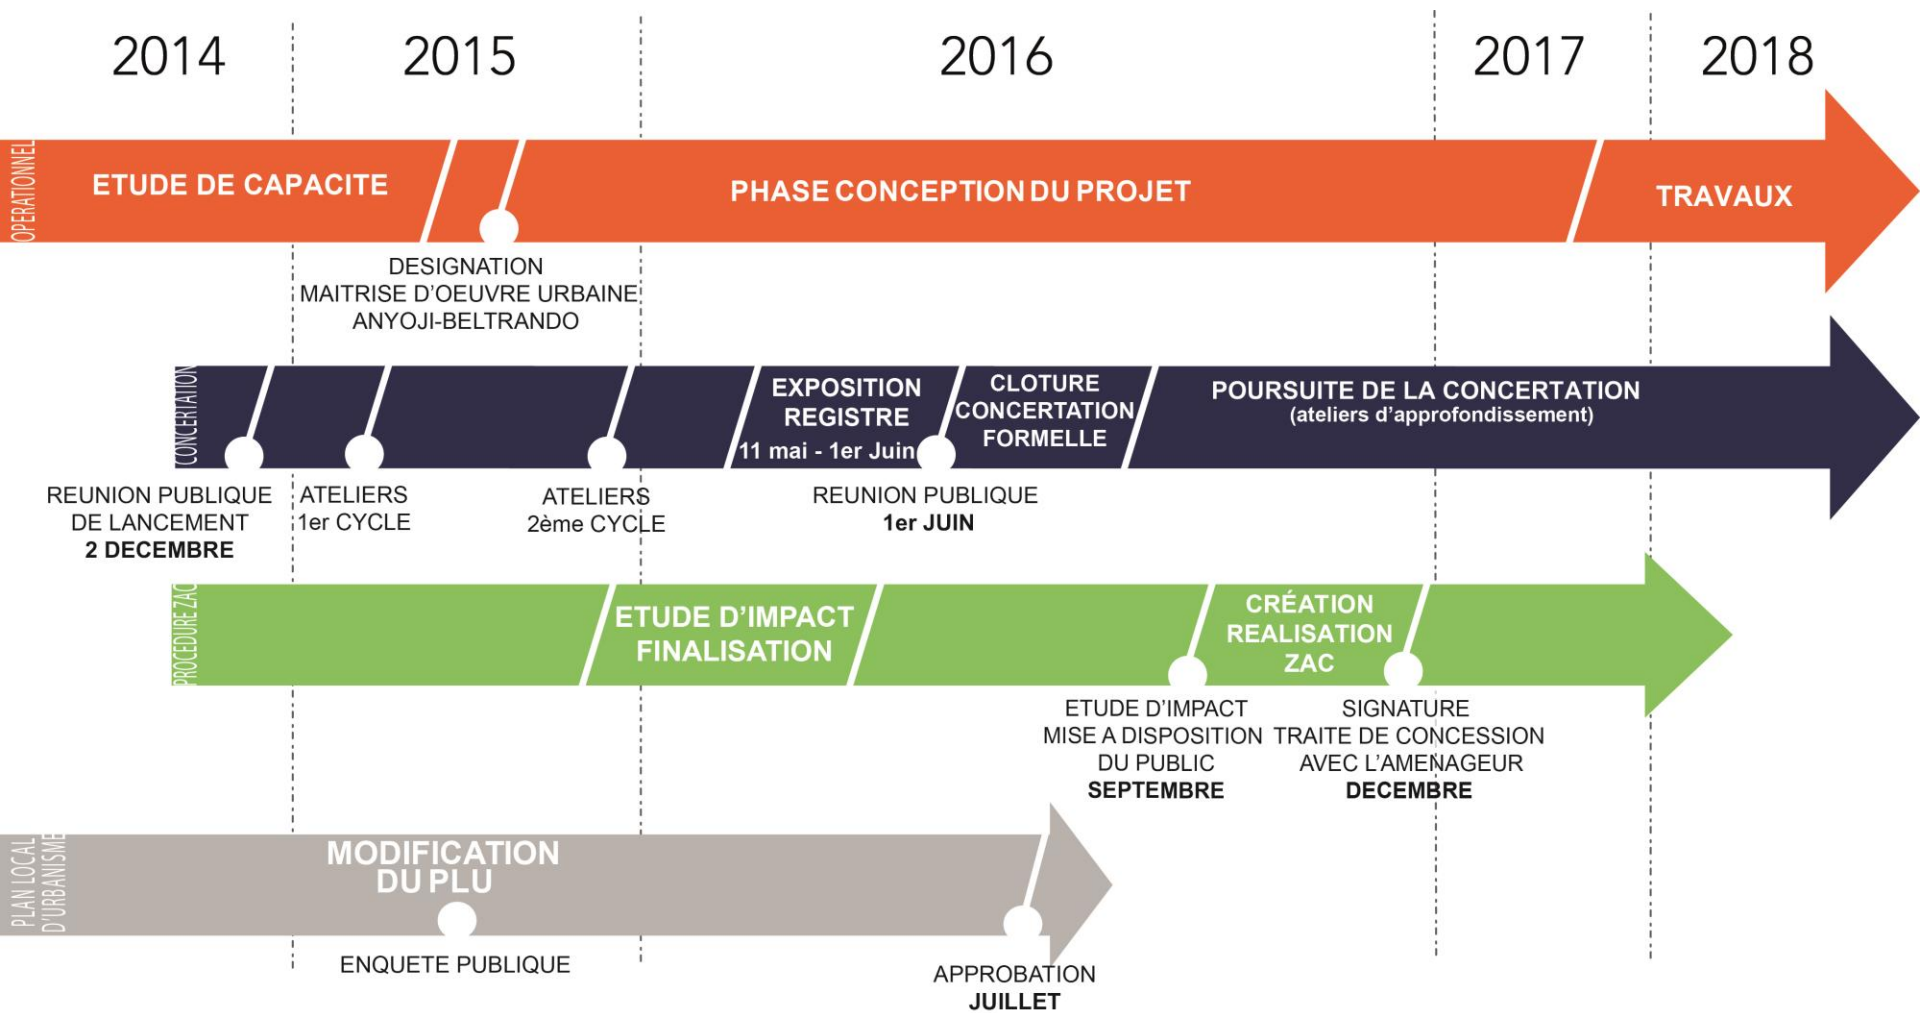 2014
2015
2016
2017
2018
OPERATIONNEL
ETUDE DE CAPACITE
PHASE CONCEPTION DU PROJET
TRAVAUX
DESIGNATION
MAITRISE D'OEUVRE URBAINE
ANYOJI-BELTRANDO
CONCERTATION
EXPOSITION
REGISTRE
11 mai - 1er Juin
CLOTURE
CONCERTATION
FORMELLE
POURSUITE DE LA CONCERTATION
(ateliers d'approfondissement)
REUNION PUBLIQUE
DE LANCEMENT
2 DECEMBRE
ATELIERS
1er CYCLE
ATELIERS
2ème CYCLE
REUNION PUBLIQUE
1er JUIN
PROCEDURE ZAC
ETUDE D'IMPACT
FINALISATION
CRÉATION
REALISATION
ZAC
ETUDE D'IMPACT
MISE A DISPOSITION
DU PUBLIC
SEPTEMBRE
SIGNATURE
TRAITE DE CONCESSION
AVEC L'AMENAGEUR
DECEMBRE
PLAN LOCAL
D'URBANISME
MODIFICATION
DU PLU
ENQUETE PUBLIQUE
APPROBATION
JUILLET